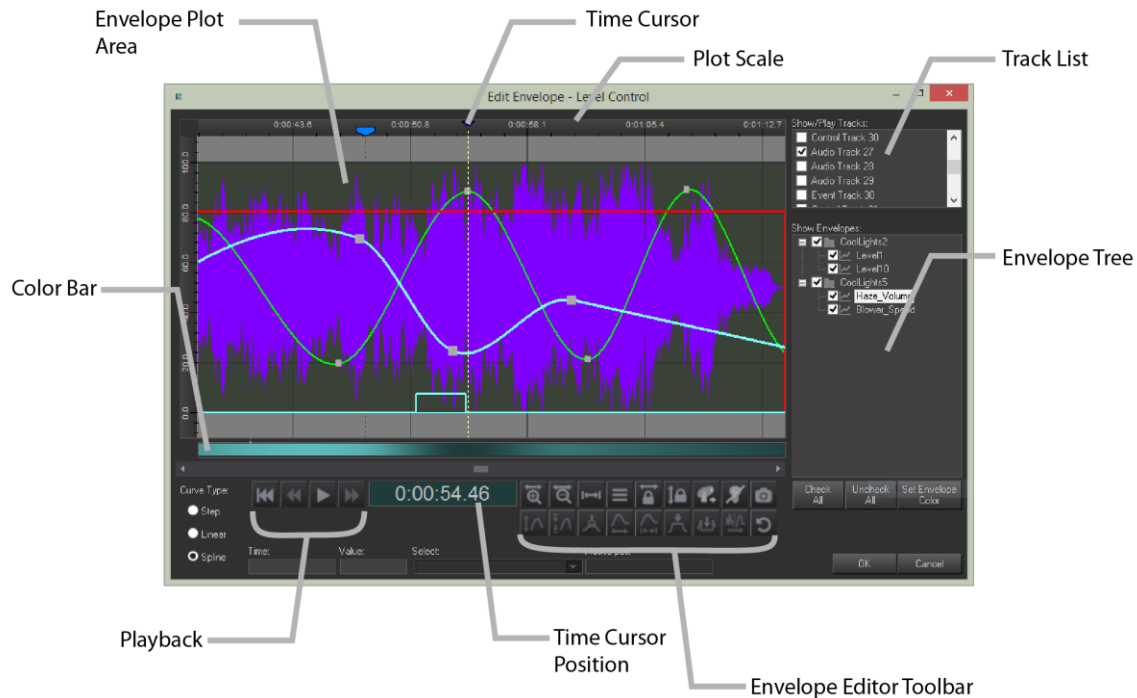 Envelope Plot
Area
Time Cursor
Plot Scale
Track List
Edit Envelope - Level Control
0:00:43.6
0:00:50.8
0:00:58.1
0:01:05.4
0:01:12.7
Show/Play Tracks:
Control Track 30
Audio Track 27
Audio Track 28
Audio Track 29
Event Track 30
100.0
80.0
60.0
40.0
20.0
0.0
Show Envelopes:
CoolLights2
Level1
Level10
CoolLights5
Haze_Volume
Blower_Speed
Color Bar
Envelope Tree
Curve Type:
Step
Linear
Spline
0:00:54.46
Check
All
Uncheck
All
Set Envelope
Color
Time:
Value:
Select:
OK
Cancel
Playback
Time Cursor
Position
Envelope Editor Toolbar